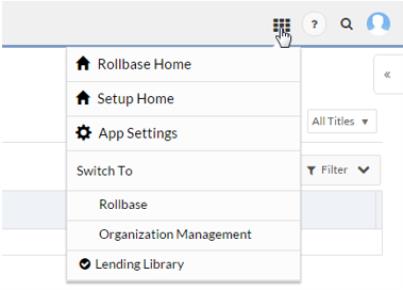 ?
Rollbase Home
«
Setup Home
All Titles ▼
App Settings
Switch To
Filter
Rollbase
Organization Management
Lending Library